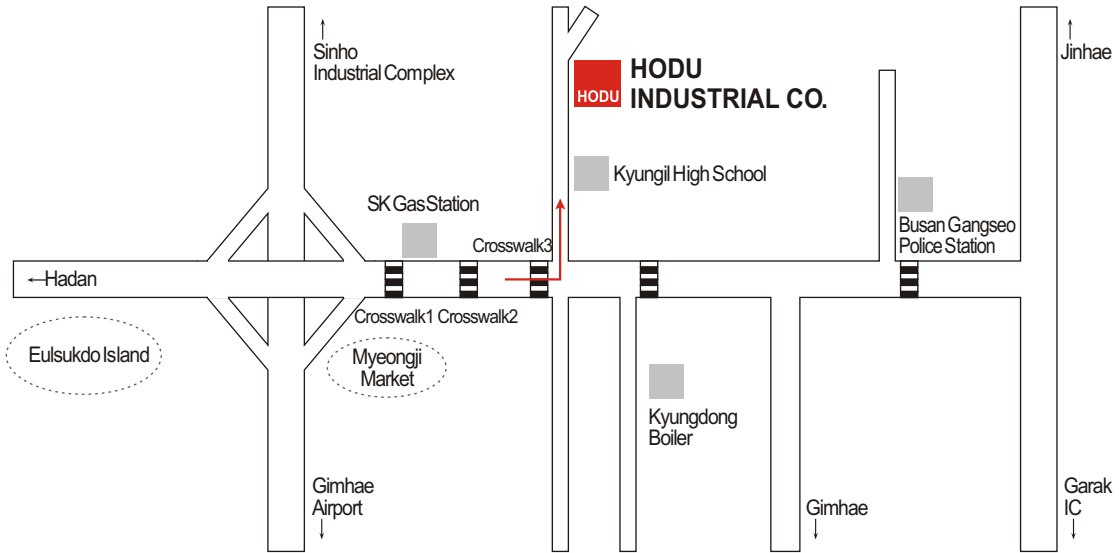 Sinho
Industrial Complex
Jinhae
HODU
HODU
INDUSTRIAL CO.
Kyungil High School
SK Gas Station
Busan Gangseo
Police Station
Crosswalk3
←Hadan
Crosswalk1 Crosswalk2
Eulsukdo Island
Myeongji
Market
Kyungdong
Boiler
Gimhae
Airport
Gimhae
Garak
IC